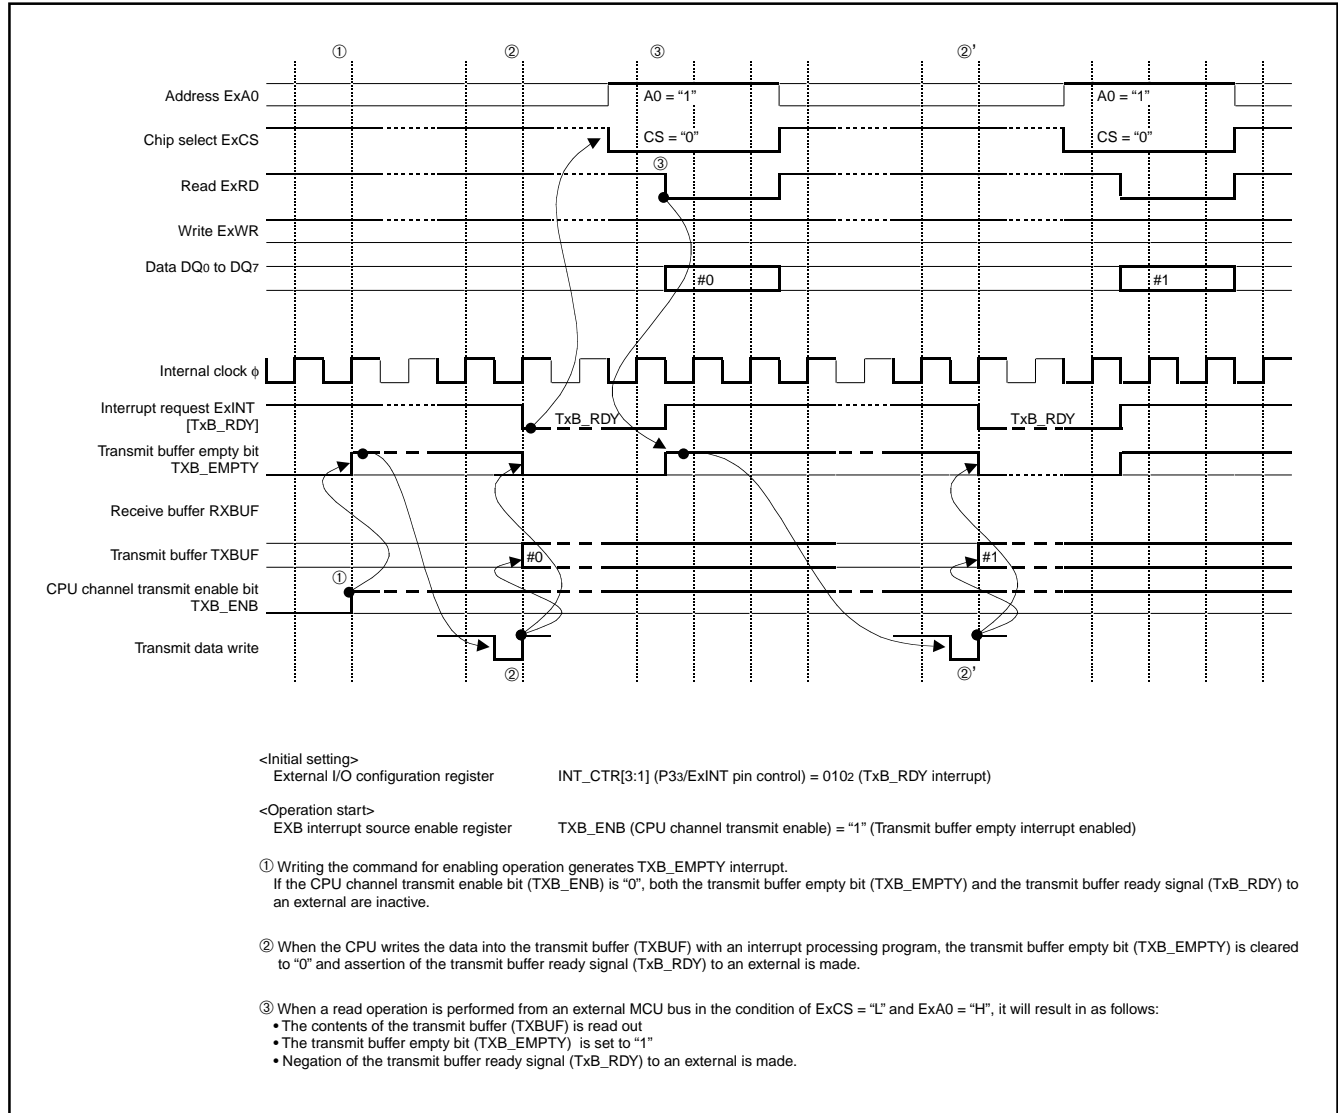 ① ② ③ ②’
Address ExA0
A0 = “1” A0 = “1”
Chip select ExCS
CS = “0” CS = “0”
③
Read ExRD
Write ExWR
Data DQ0 to DQ7
#0 #1
Internal clock ϕ
Interrupt request ExINT
[TxB_RDY]
TxB_RDY TxB_RDY
Transmit buffer empty bit
TXB_EMPTY
Receive buffer RXBUF
Transmit buffer TXBUF
#0 #1
①
CPU channel transmit enable bit
TXB_ENB
Transmit data write
② ②’
<Initial setting>
External I/O configuration register INT_CTR[3:1] (P33/ExINT pin control) = 0102 (TxB_RDY interrupt)
<Operation start>
EXB interrupt source enable register TXB_ENB (CPU channel transmit enable) = “1” (Transmit buffer empty interrupt enabled)
① Writing the command for enabling operation generates TXB_EMPTY interrupt.
If the CPU channel transmit enable bit (TXB_ENB) is “0”, both the transmit buffer empty bit (TXB_EMPTY) and the transmit buffer ready signal (TxB_RDY) to
an external are inactive.
② When the CPU writes the data into the transmit buffer (TXBUF) with an interrupt processing program, the transmit buffer empty bit (TXB_EMPTY) is cleared
to “0” and assertion of the transmit buffer ready signal (TxB_RDY) to an external is made.
③ When a read operation is performed from an external MCU bus in the condition of ExCS = “L” and ExA0 = “H”, it will result in as follows:
• The contents of the transmit buffer (TXBUF) is read out
• The transmit buffer empty bit (TXB_EMPTY) is set to “1”
• Negation of the transmit buffer ready signal (TxB_RDY) to an external is made.